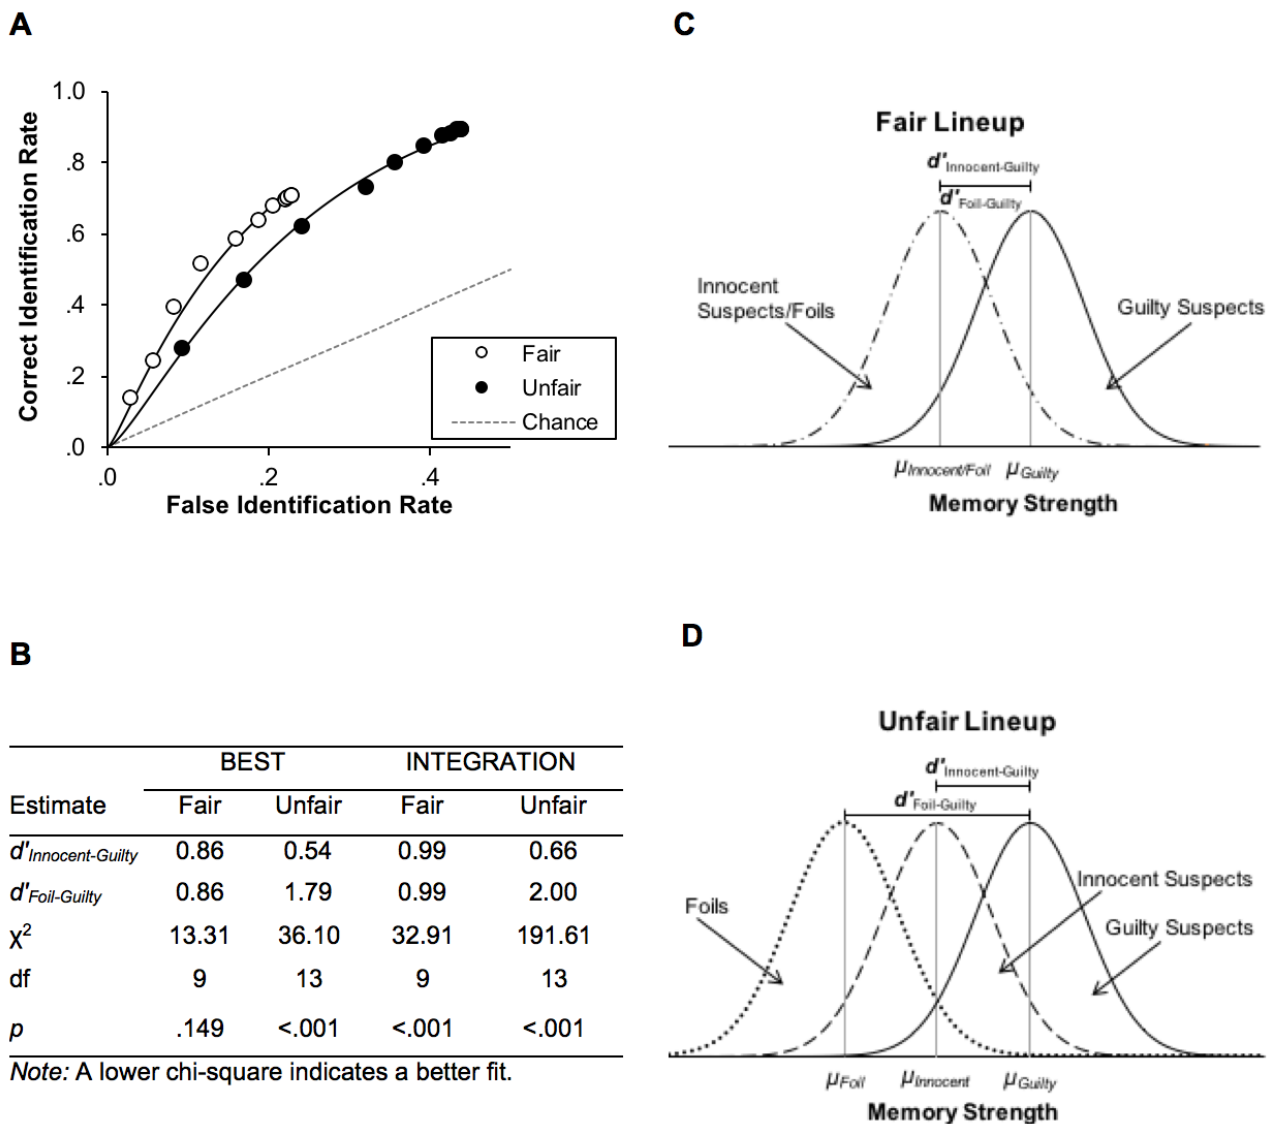 A
1.0
.8
.6
.4
.2
.0
Correct Identification Rate
.0
.2
.4
False Identification Rate
Fair
Unfair
Chance
B
BEST INTEGRATION
Estimate Fair Unfair Fair Unfair
d'Innocent-Guilty 0.86 0.54 0.99 0.66
d'Foil-Guilty 0.86 1.79 0.99 2.00
χ2 13.31 36.10 32.91 191.61
df 9 13 9 13
p .149 <.001 <.001 <.001
Note: A lower chi-square indicates a better fit.
C
Fair Lineup
d'Innocent-Guilty
d'Foil-Guilty
Innocent
Suspects/Foils
Guilty Suspects
μInnocent/Foil μGuilty
Memory Strength
D
Unfair Lineup
d'Innocent-Guilty
d'Foil-Guilty
Foils
Innocent Suspects
Guilty Suspects
μFoil μInnocent μGuilty
Memory Strength